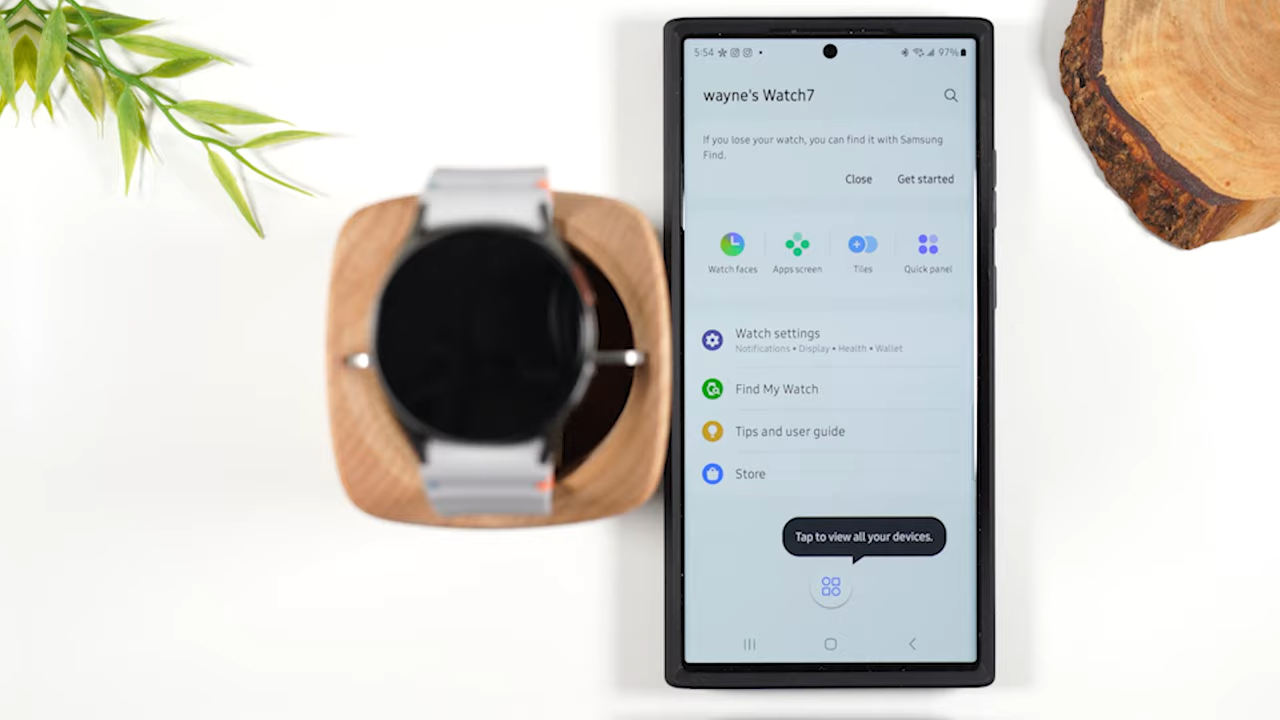 5:54
97%
wayne's Watch7
If you lose your watch, you can find it with Samsung
Find.
Close Get started
Watch faces Apps screen Tiles Quick panel
Watch settings
Notifications • Display • Health • Wallet
Find My Watch
Tips and user guide
Store
Tap to view all your devices.